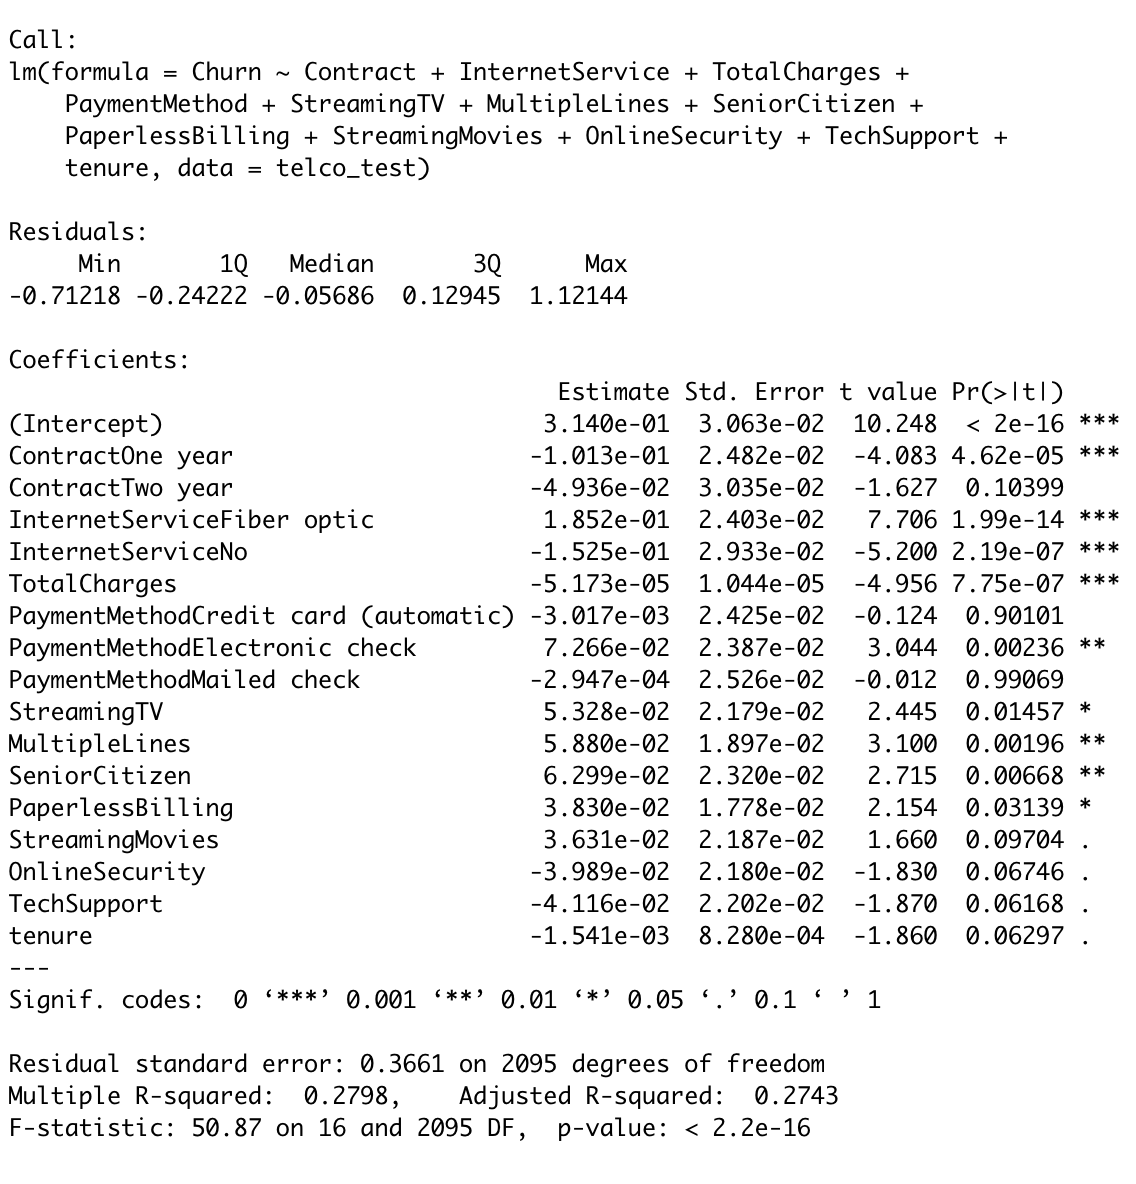 Call:
lm(formula = Churn ~ Contract + InternetService + TotalCharges +
    PaymentMethod + StreamingTV + MultipleLines + SeniorCitizen +
    PaperlessBilling + StreamingMovies + OnlineSecurity + TechSupport +
    tenure, data = telco_test)
Residuals:
     Min       1Q   Median       3Q      Max
-0.71218 -0.24222 -0.05686  0.12945  1.12144
Coefficients:
                                       Estimate Std. Error t value Pr(>|t|)
(Intercept)                           3.140e-01  3.063e-02  10.248  < 2e-16 ***
ContractOne year                     -1.013e-01  2.482e-02  -4.083 4.62e-05 ***
ContractTwo year                     -4.936e-02  3.035e-02  -1.627  0.10399
InternetServiceFiber optic            1.852e-01  2.403e-02   7.706 1.99e-14 ***
InternetServiceNo                    -1.525e-01  2.933e-02  -5.200 2.19e-07 ***
TotalCharges                         -5.173e-05  1.044e-05  -4.956 7.75e-07 ***
PaymentMethodCredit card (automatic) -3.017e-03  2.425e-02  -0.124  0.90101
PaymentMethodElectronic check         7.266e-02  2.387e-02   3.044  0.00236 **
PaymentMethodMailed check            -2.947e-04  2.526e-02  -0.012  0.99069
StreamingTV                           5.328e-02  2.179e-02   2.445  0.01457 *
MultipleLines                         5.880e-02  1.897e-02   3.100  0.00196 **
SeniorCitizen                         6.299e-02  2.320e-02   2.715  0.00668 **
PaperlessBilling                      3.830e-02  1.778e-02   2.154  0.03139 *
StreamingMovies                       3.631e-02  2.187e-02   1.660  0.09704 .
OnlineSecurity                       -3.989e-02  2.180e-02  -1.830  0.06746 .
TechSupport                          -4.116e-02  2.202e-02  -1.870  0.06168 .
tenure                               -1.541e-03  8.280e-04  -1.860  0.06297 .
---
Signif. codes:  0 ‘***’ 0.001 ‘**’ 0.01 ‘*’ 0.05 ‘.’ 0.1 ‘ ’ 1
Residual standard error: 0.3661 on 2095 degrees of freedom
Multiple R-squared:  0.2798,    Adjusted R-squared:  0.2743
F-statistic: 50.87 on 16 and 2095 DF,  p-value: < 2.2e-16